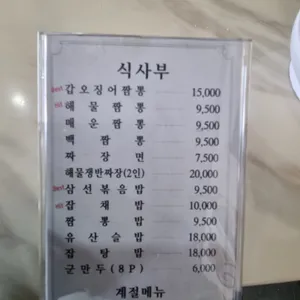 식사부
갑오징어짬뽕 15,000
해물짬뽕 9,500
매운짬뽕 9,500
백짬뽕 9,500
짜장면 7,500
해물쟁반짜장(2인) 20,000
삼선볶음밥 9,500
잡채밥 10,000
짬뽕밥 9,500
유산슬밥 18,000
잡탕밥 18,000
군만두(8P) 6,000
계절메뉴